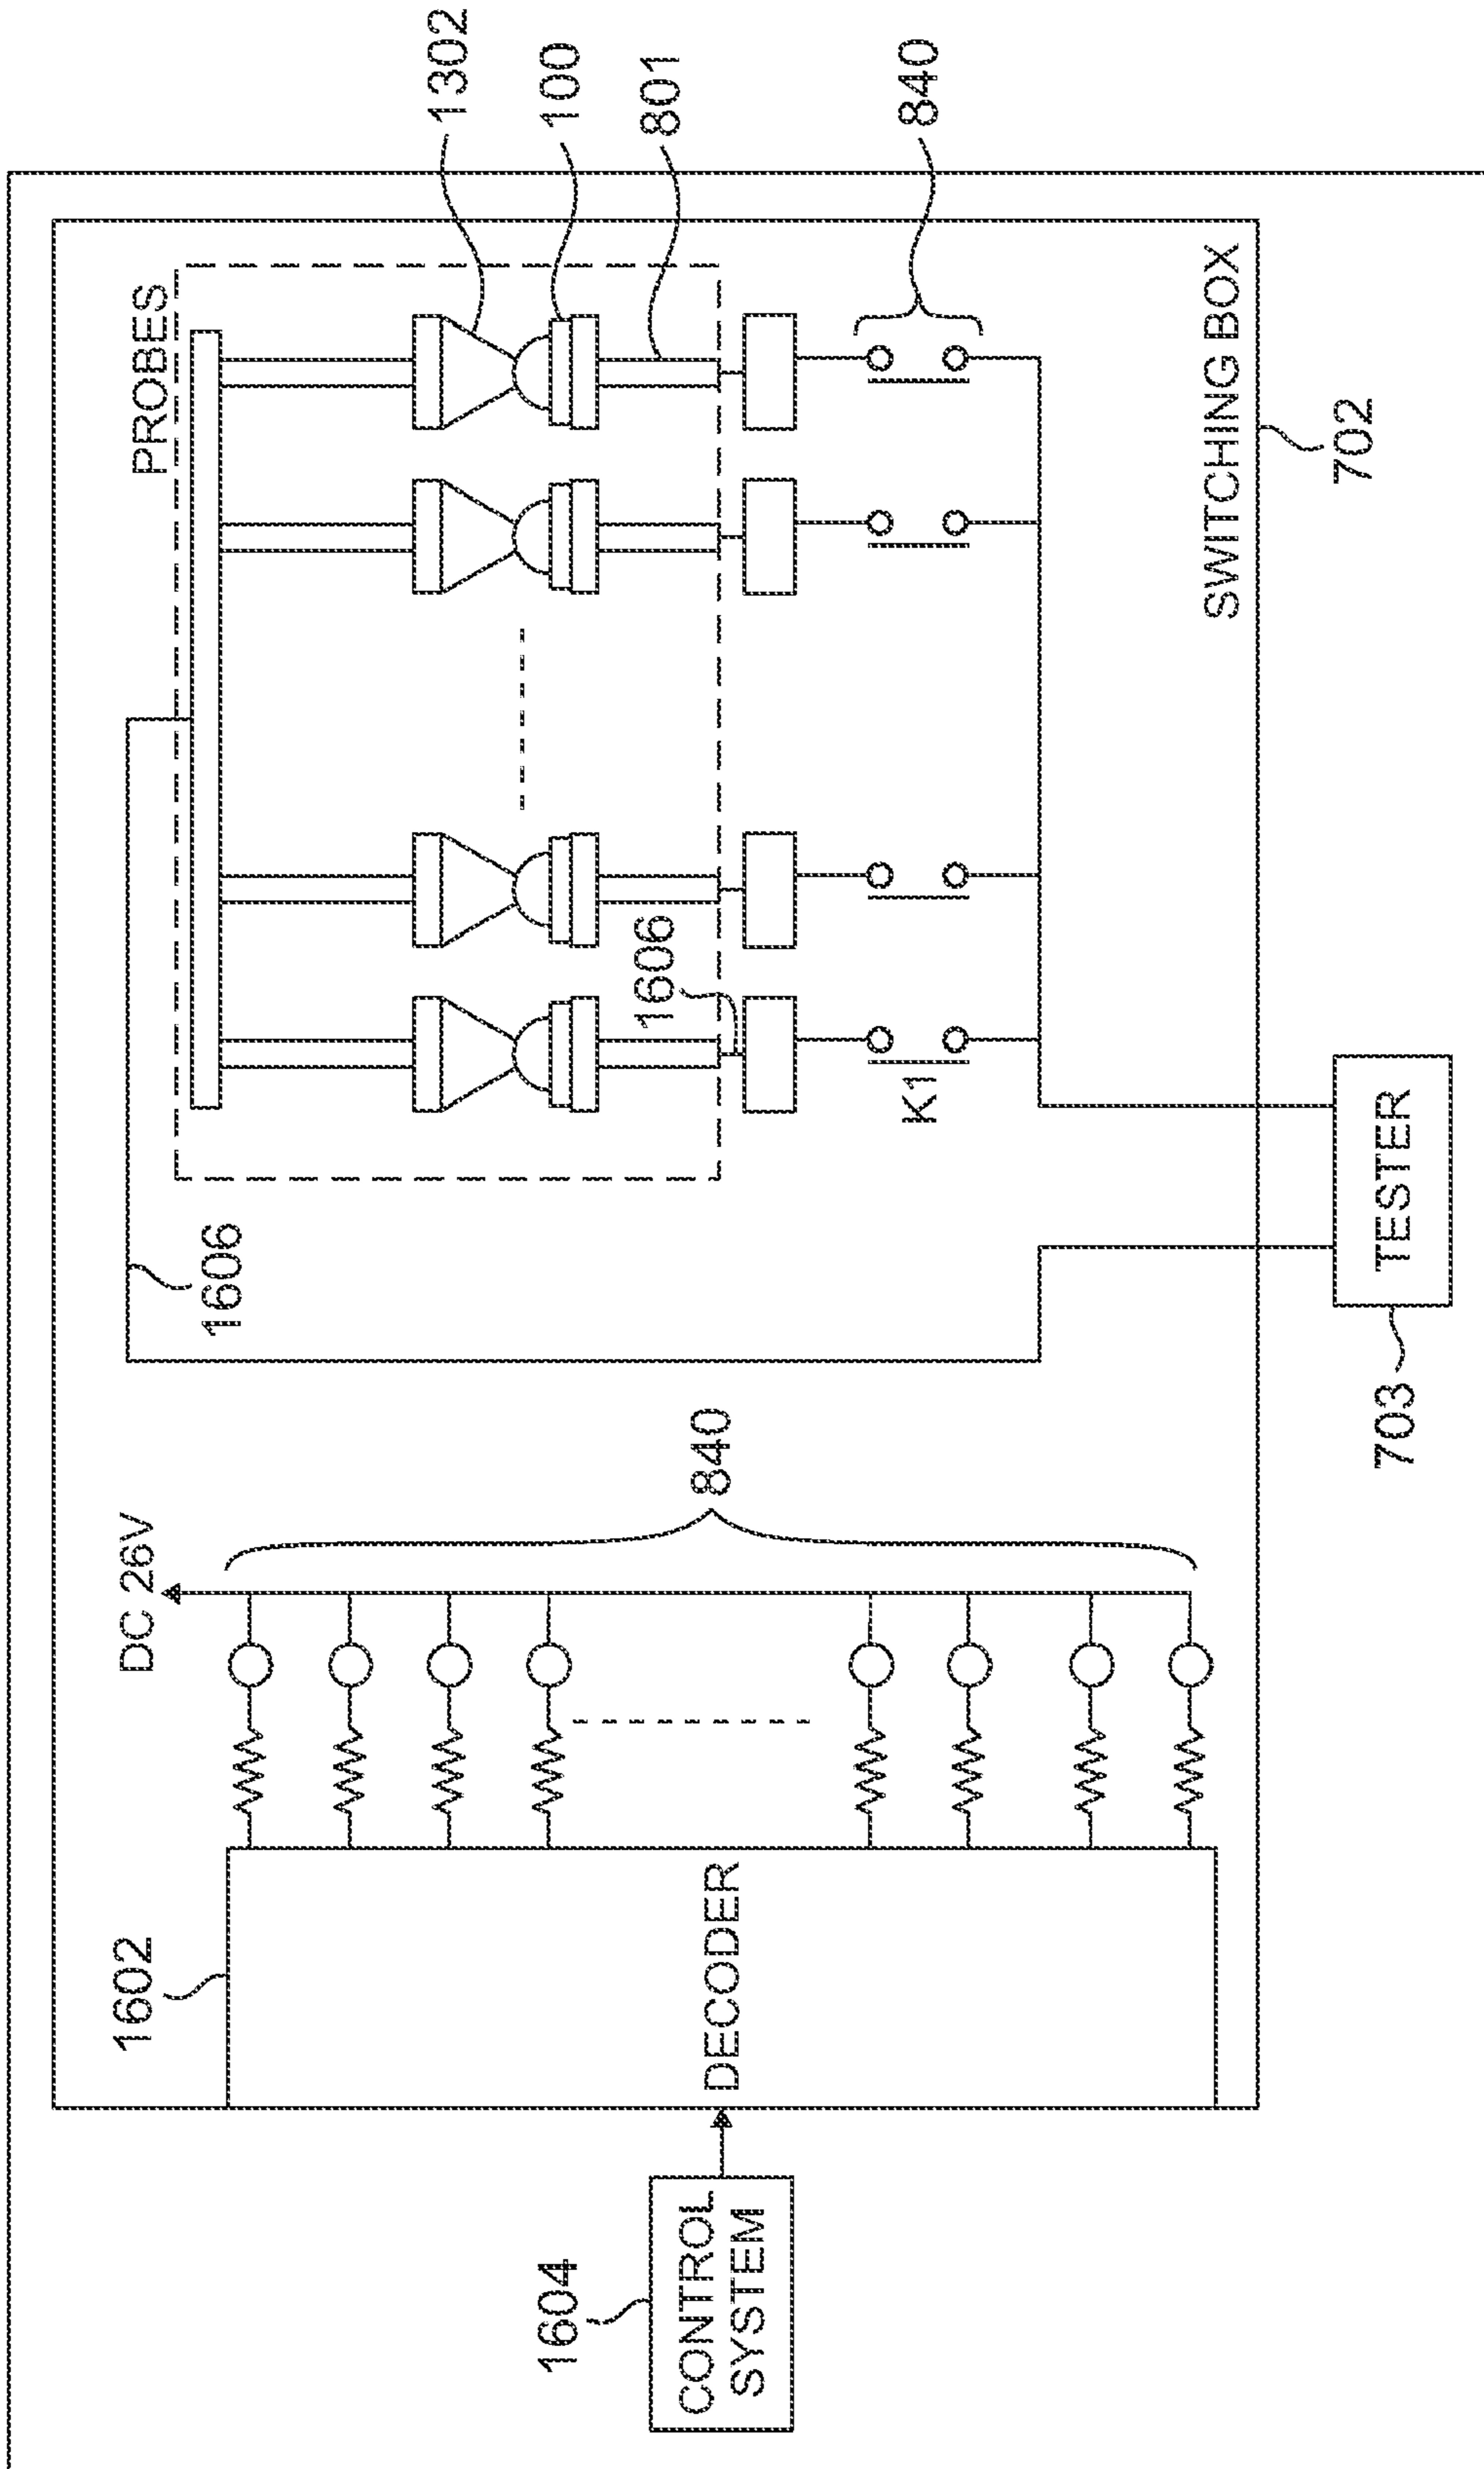 1602
DC 26V
1606
PROBES
1302
100
801
840
1604
CONTROL
SYSTEM
DECODER
840
1606
K1
SWITCHING BOX
702
703
TESTER